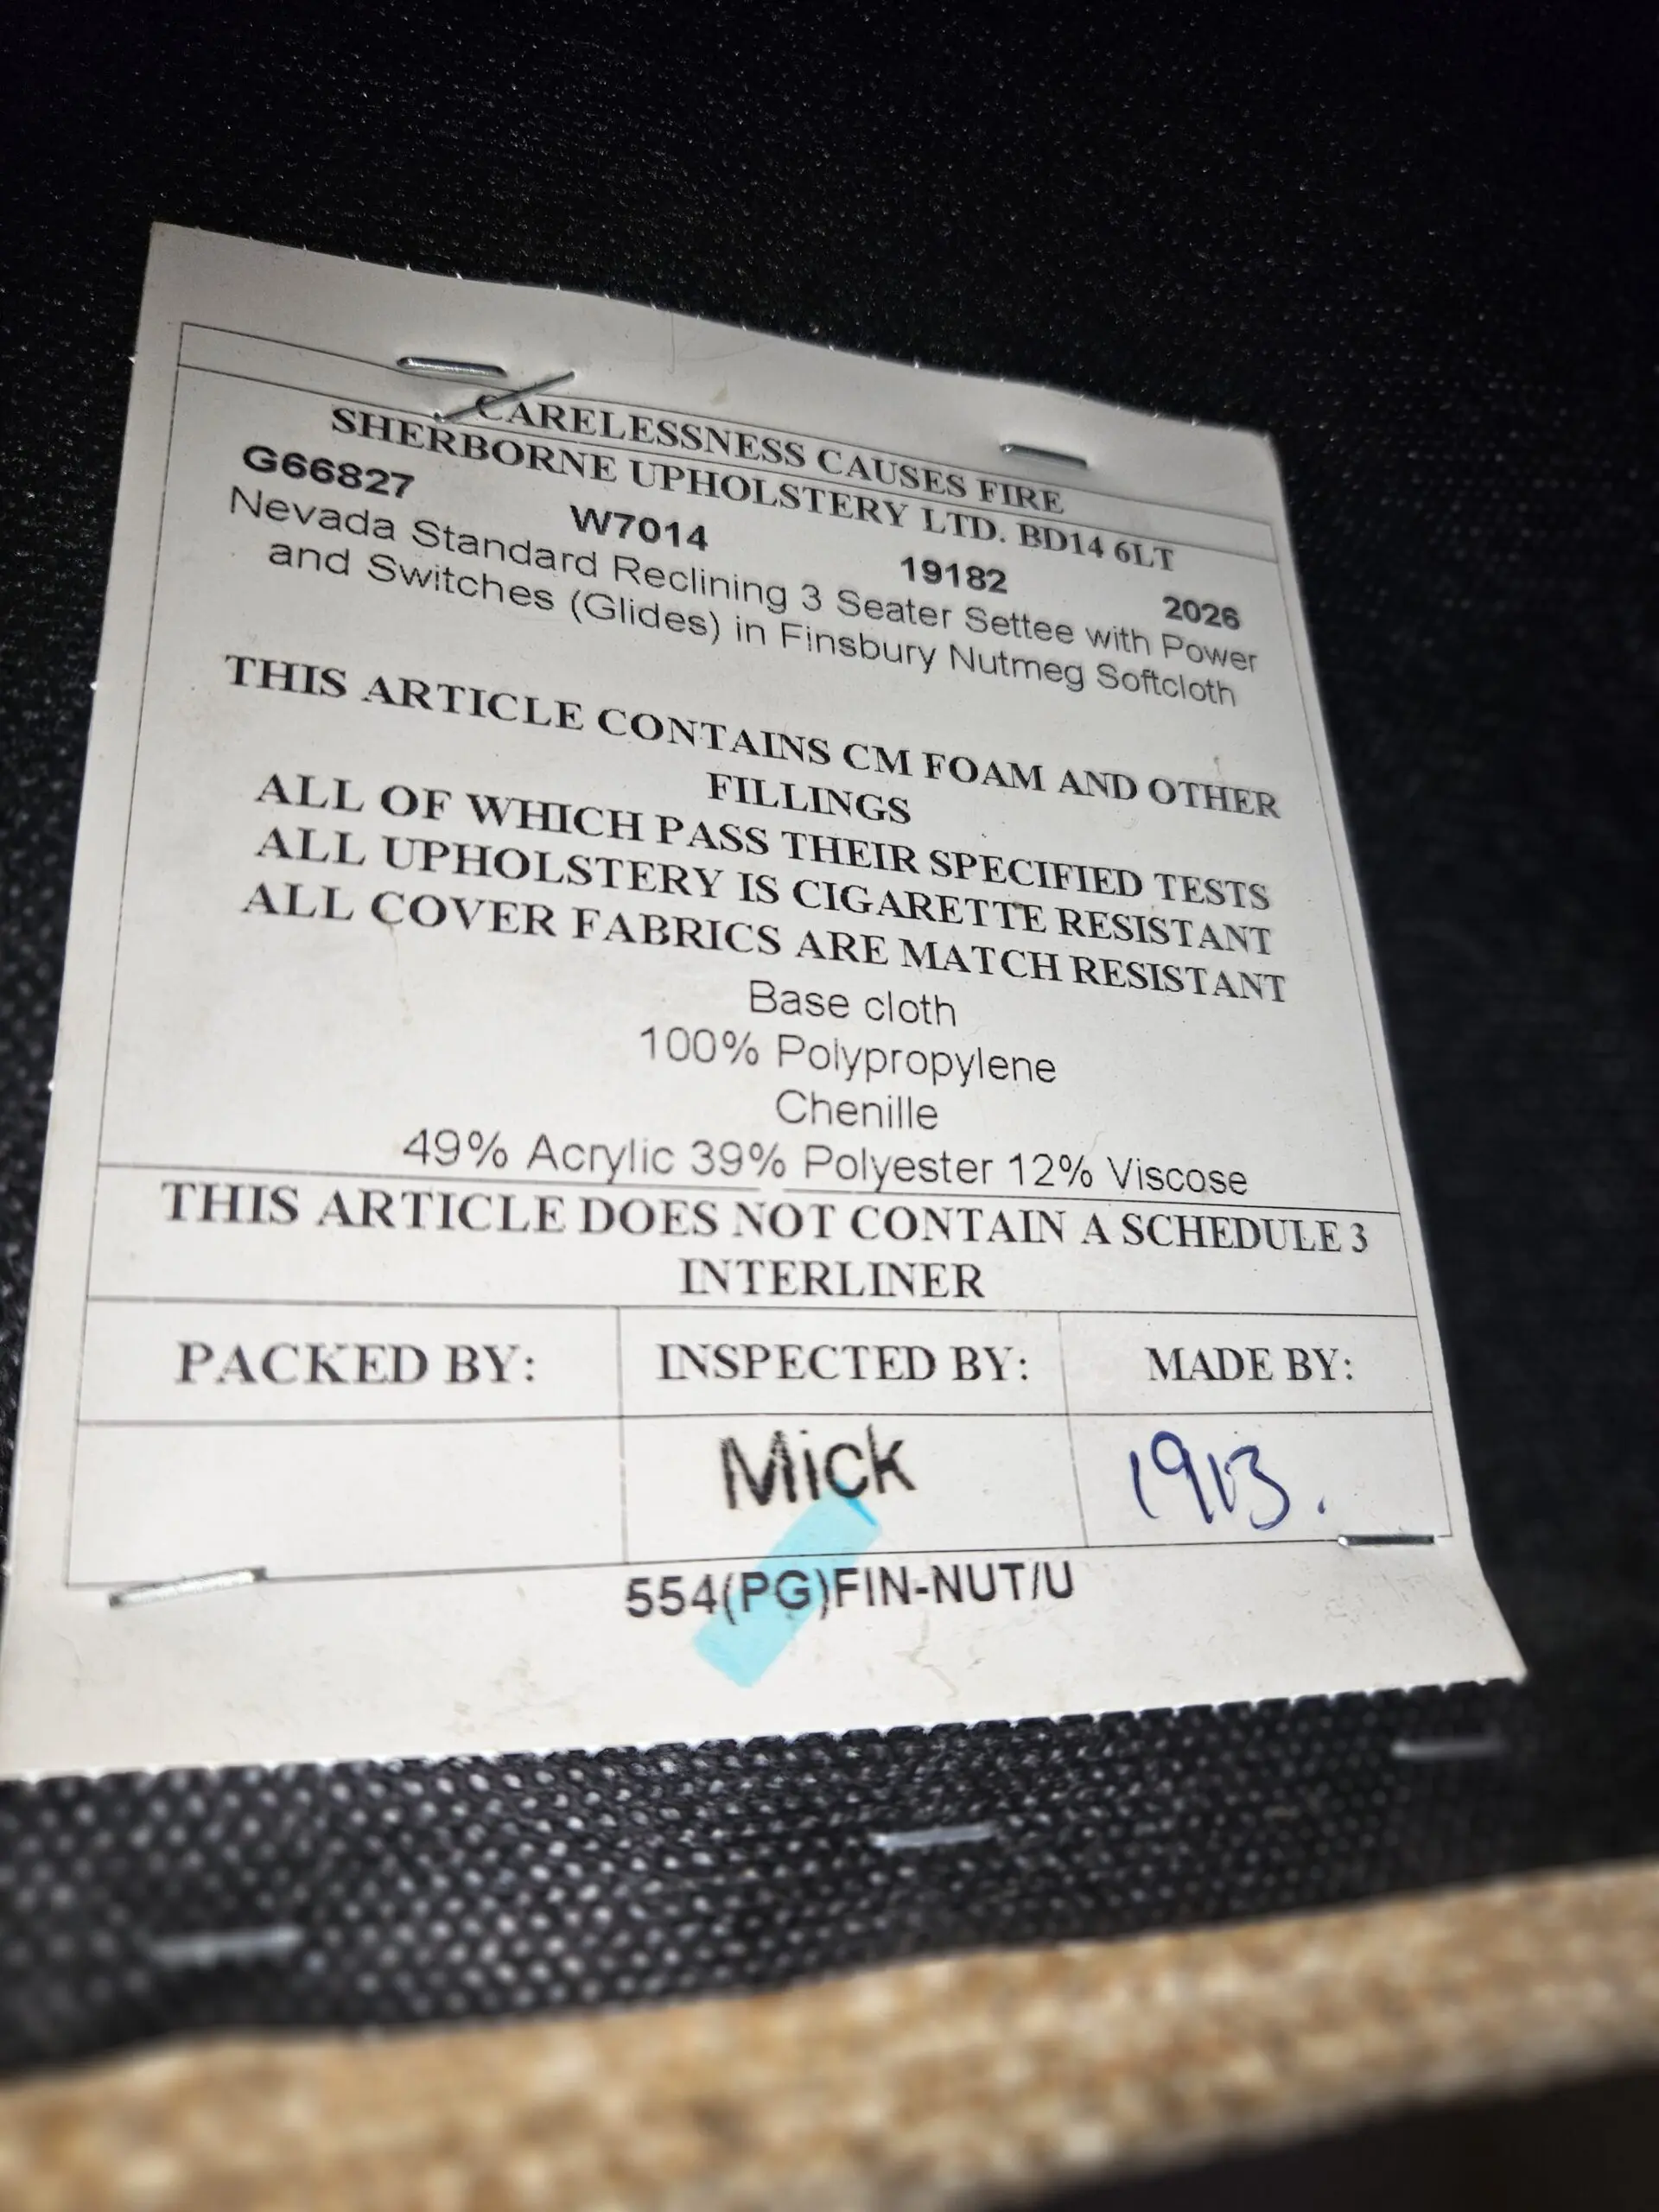 CARELESSNESS CAUSES FIRE
SHERBORNE UPHOLSTERY LTD. BD14 6LT
G66827 W7014 19182 2026
Nevada Standard Reclining 3 Seater Settee with Power
and Switches (Glides) in Finsbury Nutmeg Softcloth
THIS ARTICLE CONTAINS CM FOAM AND OTHER
FILLINGS
ALL OF WHICH PASS THEIR SPECIFIED TESTS
ALL UPHOLSTERY IS CIGARETTE RESISTANT
ALL COVER FABRICS ARE MATCH RESISTANT
Base cloth
100% Polypropylene
Chenille
49% Acrylic 39% Polyester 12% Viscose
THIS ARTICLE DOES NOT CONTAIN A SCHEDULE 3
INTERLINER
PACKED BY: INSPECTED BY: MADE BY:
Mick 1913.
554(PG)FIN-NUT/U